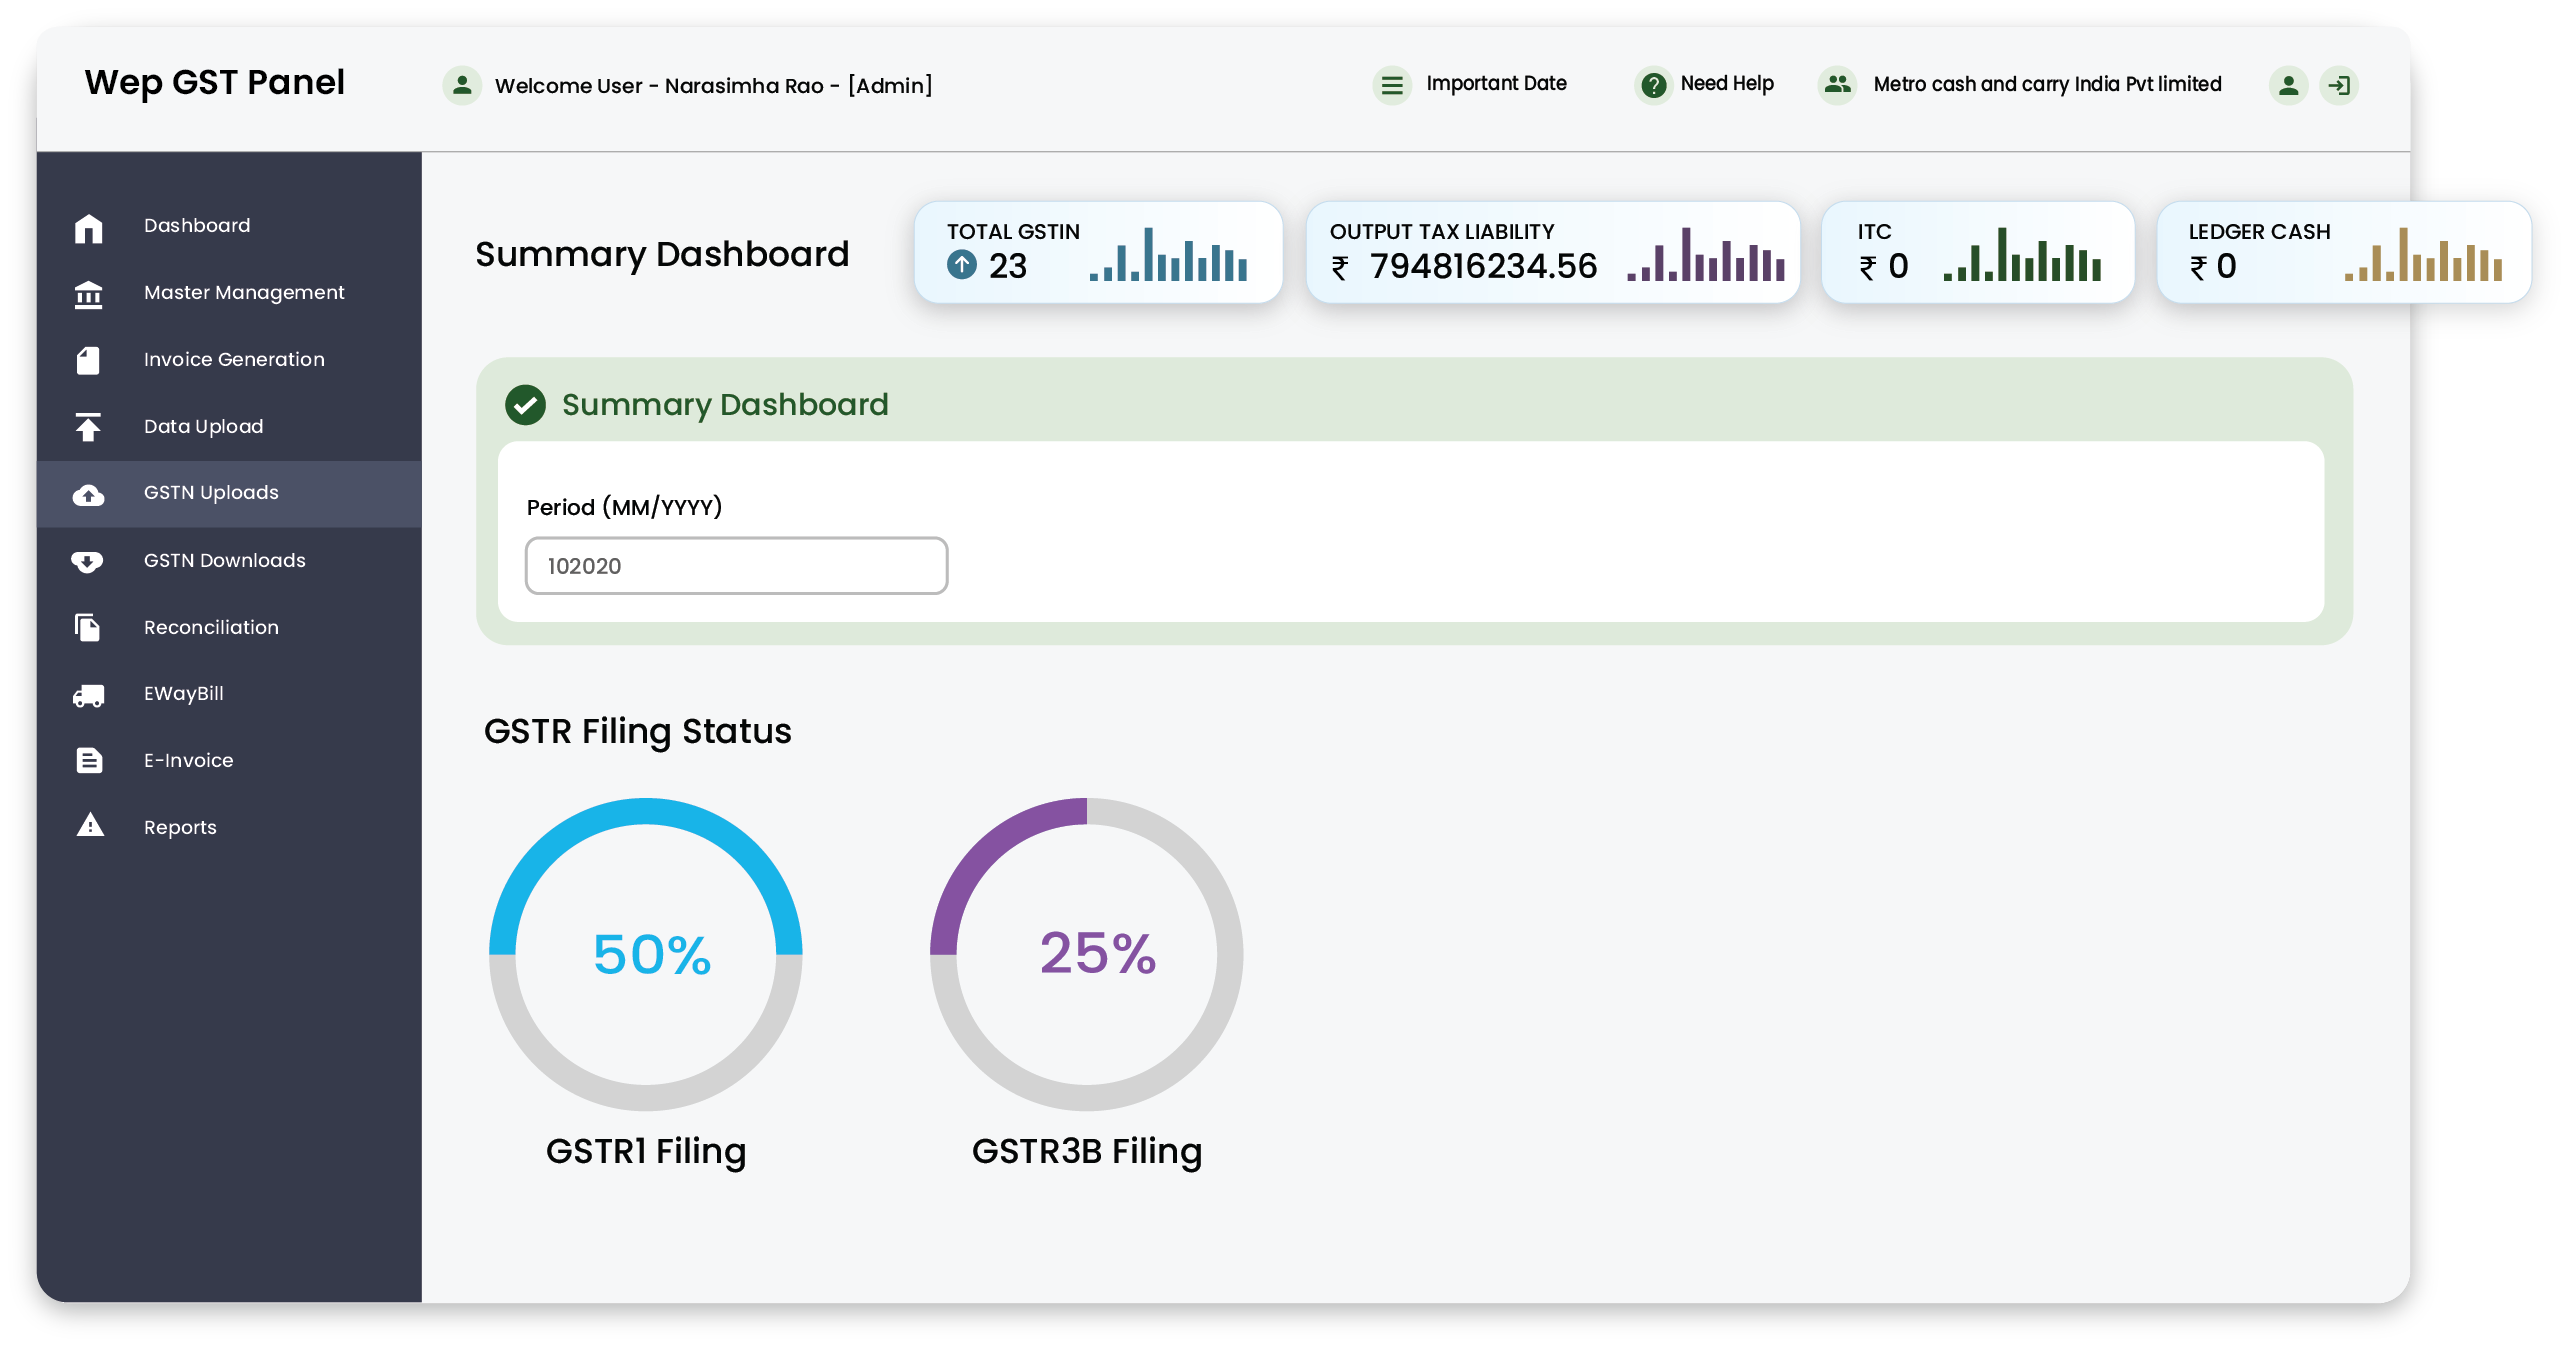 Wep GST Panel
Welcome User - Narasimha Rao - [Admin]
Important Date
Need Help
Metro cash and carry India Pvt limited
Dashboard
Master Management
Invoice Generation
Data Upload
GSTN Uploads
GSTN Downloads
Reconciliation
EWayBill
E-Invoice
Reports
Summary Dashboard
TOTAL GSTIN
23
OUTPUT TAX LIABILITY
₹ 794816234.56
ITC
₹ 0
LEDGER CASH
₹ 0
Summary Dashboard
Period (MM/YYYY)
102020
GSTR Filing Status
50%
GSTR1 Filing
25%
GSTR3B Filing